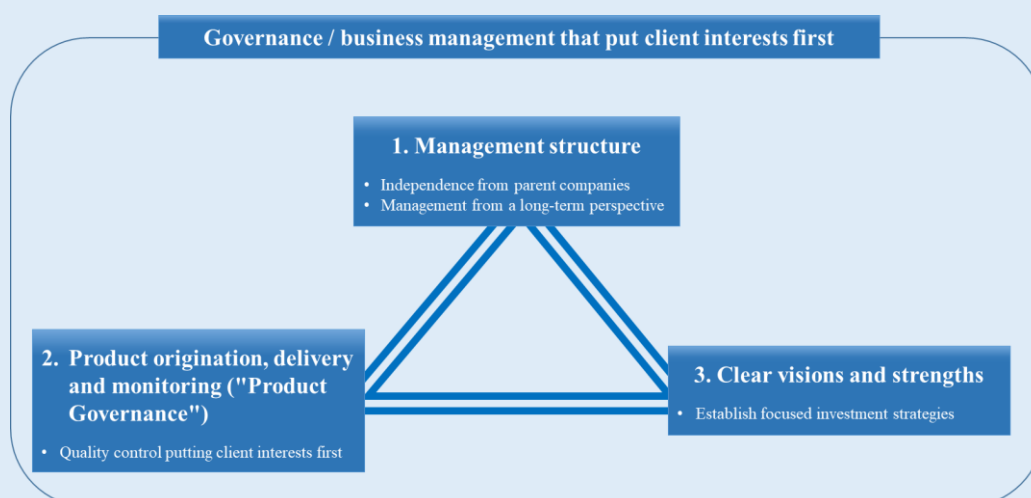 Governance / business management that put client interests first
1. Management structure
• Independence from parent companies
• Management from a long-term perspective
2. Product origination, delivery
and monitoring ("Product
Governance")
• Quality control putting client interests first
3. Clear visions and strengths
• Establish focused investment strategies